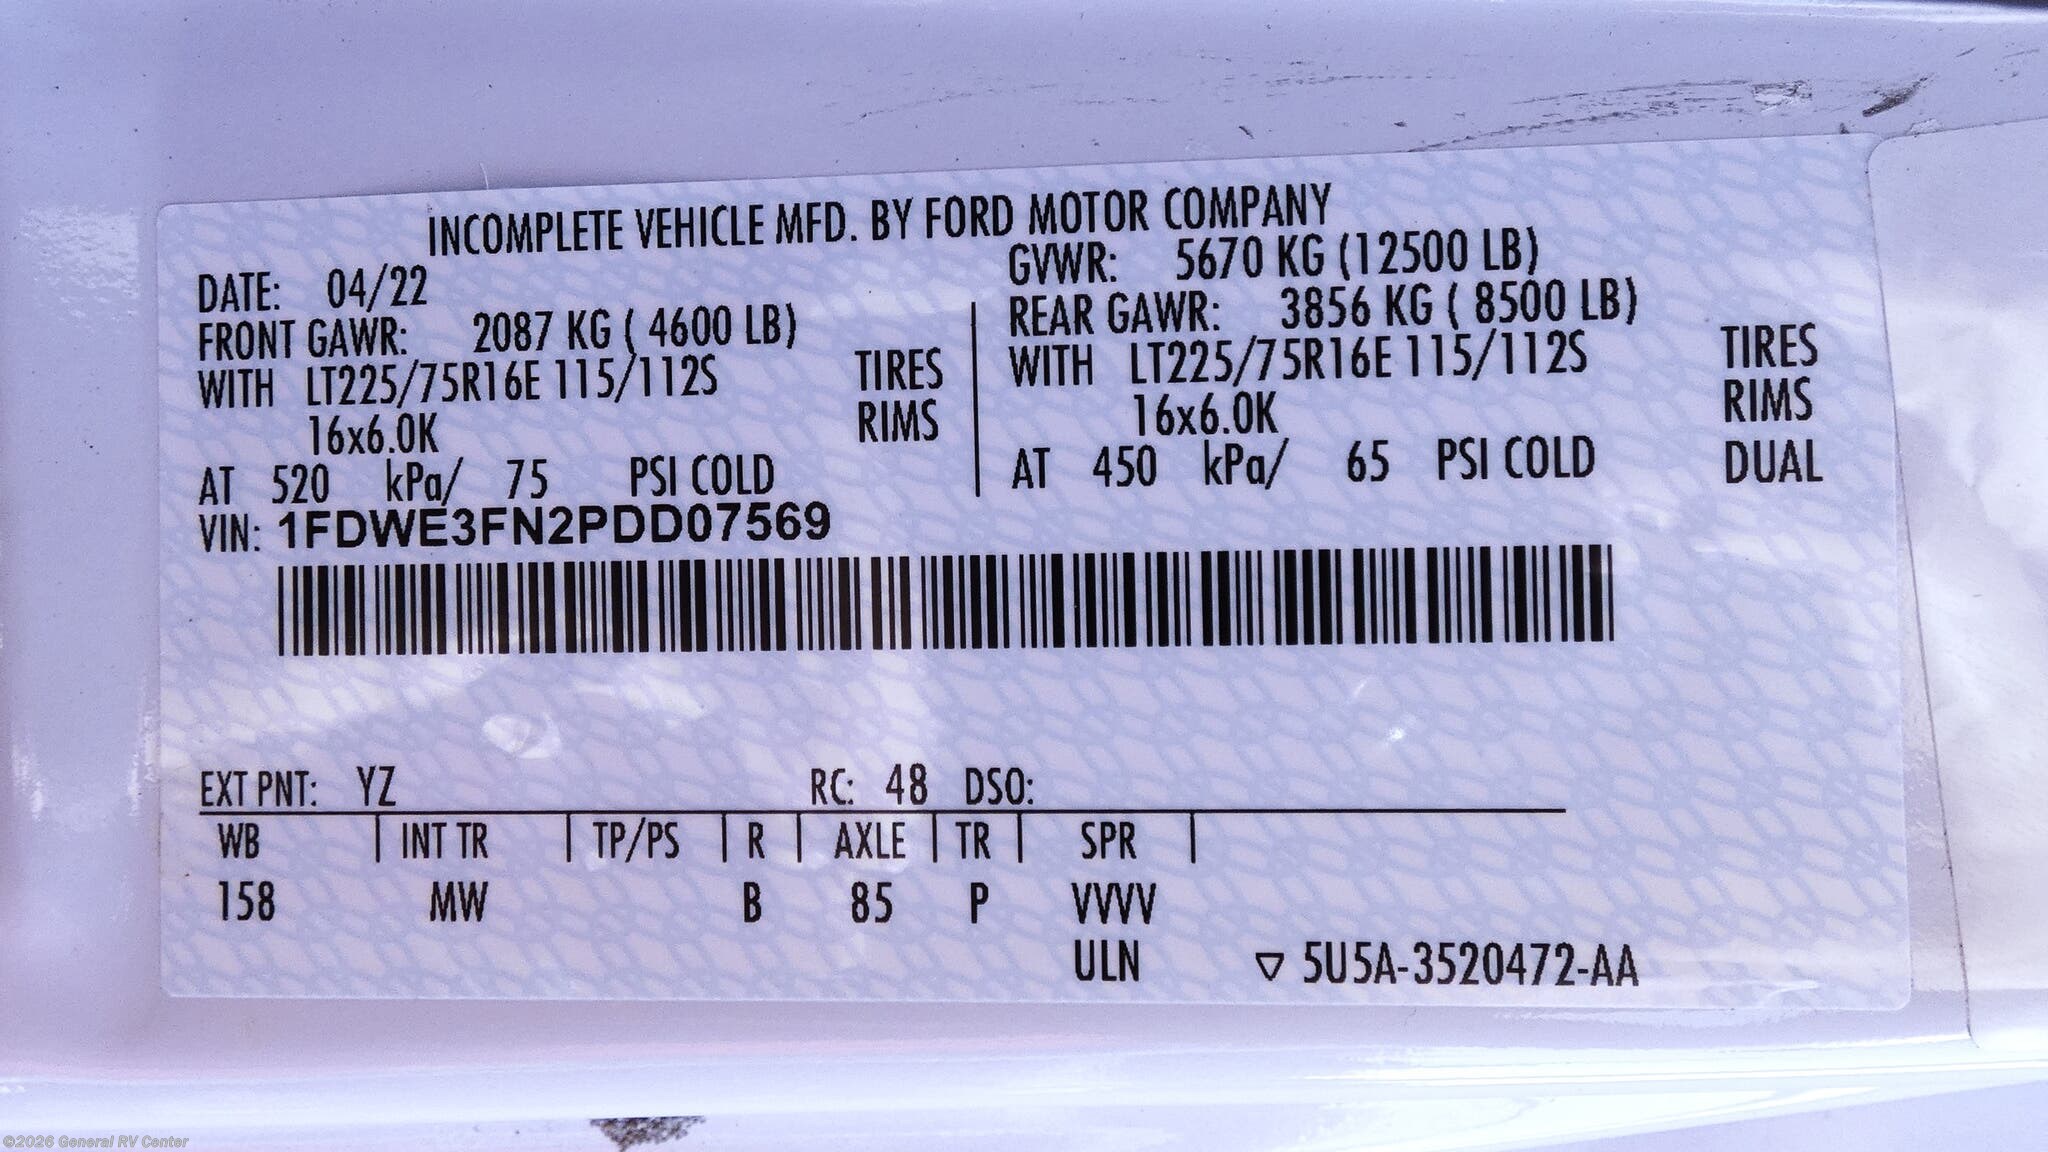 INCOMPLETE VEHICLE MFD. BY FORD MOTOR COMPANY
DATE: 04/22
GVWR: 5670 KG (12500 LB)
FRONT GAWR: 2087 KG ( 4600 LB)
REAR GAWR: 3856 KG ( 8500 LB)
WITH LT225/75R16E 115/112S TIRES
WITH LT225/75R16E 115/112S TIRES
16x6.0K RIMS
16x6.0K RIMS
AT 520 kPa/ 75 PSI COLD
AT 450 kPa/ 65 PSI COLD DUAL
VIN: 1FDWE3FN2PDD07569
EXT PNT: YZ RC: 48 DSO:
WB | INT TR | TP/PS | R | AXLE | TR | SPR |
158 MW B 85 P VVVV
ULN ▽ 5U5A-3520472-AA
©2026 General RV Center